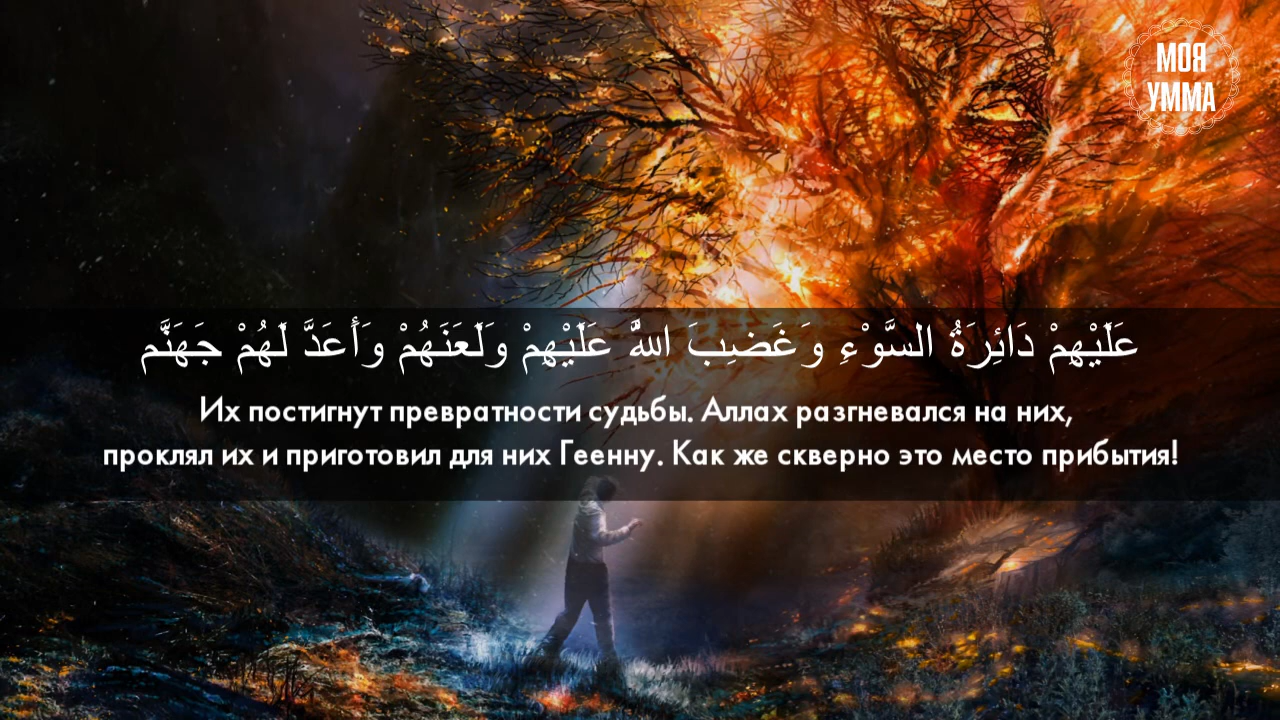 МОЯ
УММА
عَلَيْهِمْ دَائِرَةُ السَّوْءِ وَغَضِبَ اللَّهُ عَلَيْهِمْ وَلَعَنَهُمْ وَأَعَدَّ لَهُمْ جَهَنَّم
Их постигнут превратности судьбы. Аллах разгневался на них,
проклял их и приготовил для них Геенну. Как же скверно это место прибытия!